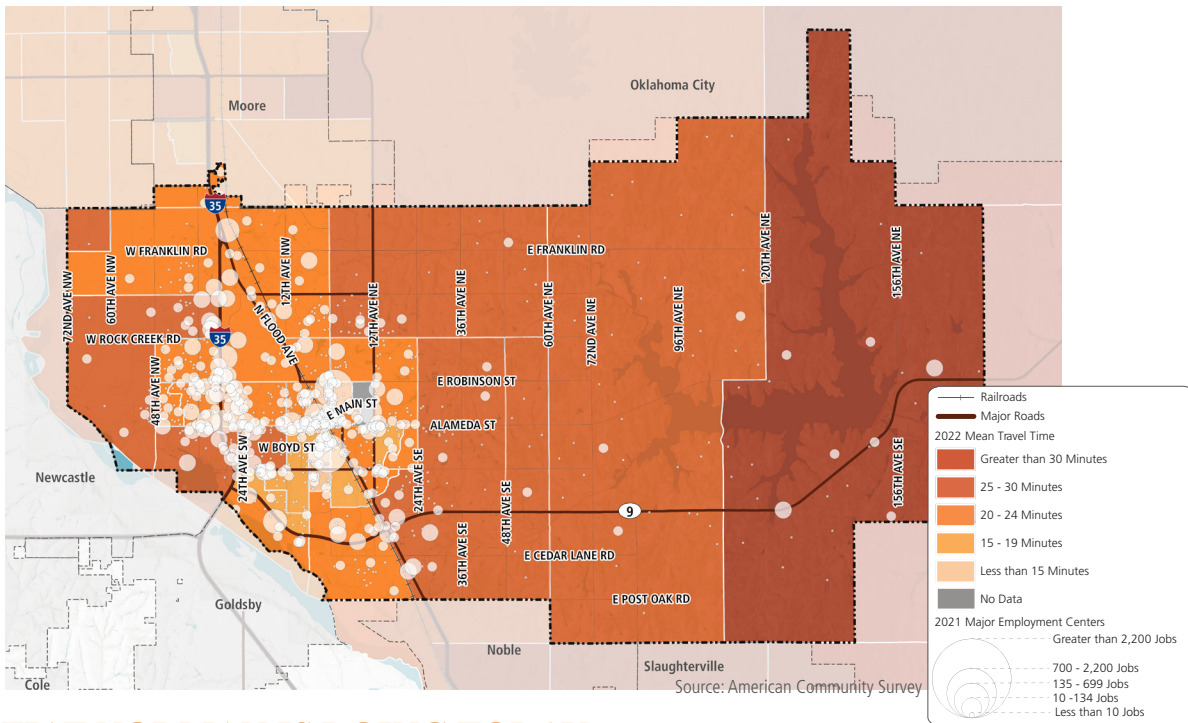 Oklahoma City
Moore
35
W FRANKLIN RD
E FRANKLIN RD
72ND AVE NW
60TH AVE NW
12TH AVE NW
12TH AVE NE
36TH AVE NE
60TH AVE NE
72ND AVE NE
96TH AVE NE
120TH AVE NE
156TH AVE NE
N FLOOD AVE
W ROCK CREEK RD
35
48TH AVE NW
E ROBINSON ST
E MAIN ST
ALAMEDA ST
W BOYD ST
24TH AVE SW
24TH AVE SE
36TH AVE SE
48TH AVE SE
156TH AVE SE
9
E CEDAR LANE RD
E POST OAK RD
Newcastle
Goldsby
Noble
Slaughterville
Cole
Source: American Community Survey
Railroads
Major Roads
2022 Mean Travel Time
Greater than 30 Minutes
25 - 30 Minutes
20 - 24 Minutes
15 - 19 Minutes
Less than 15 Minutes
No Data
2021 Major Employment Centers
Greater than 2,200 Jobs
700 - 2,200 Jobs
135 - 699 Jobs
10 -134 Jobs
Less than 10 Jobs